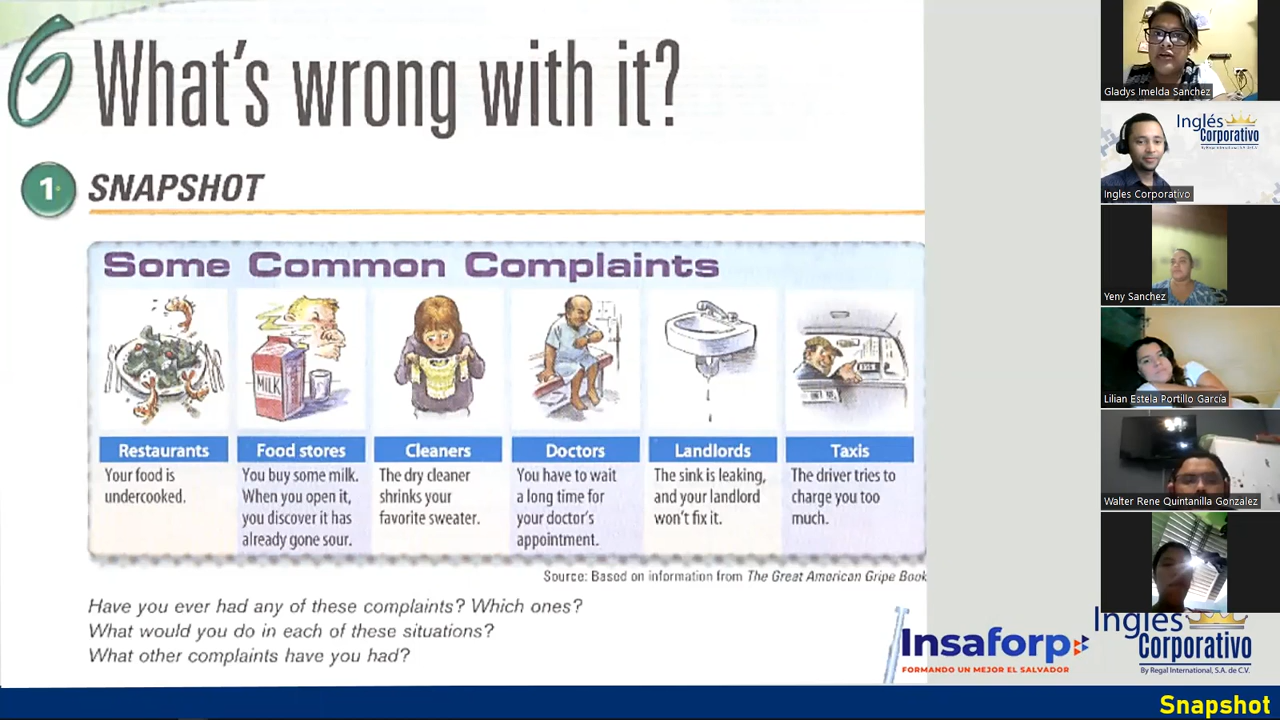 6 What's wrong with it?
1 SNAPSHOT
Some Common Complaints
MILK
Restaurants
Your food is
undercooked.
Food stores
You buy some milk.
When you open it,
you discover it has
already gone sour.
Cleaners
The dry cleaner
shrinks your
favorite sweater.
Doctors
You have to wait
a long time for
your doctor's
appointment.
Landlords
The sink is leaking,
and your landlord
won't fix it.
Taxis
The driver tries to
charge you too
much.
Source: Based on information from The Great American Gripe Book
Have you ever had any of these complaints? Which ones?
What would you do in each of these situations?
What other complaints have you had?
Insaforp
FORMANDO UN MEJOR EL SALVADOR
Inglés
Corporativo
By Regal International, S.A. de C.V.
Snapshot
Gladys Imelda Sanchez
Inglés
Corporativo
By Regal International, S.A. de C.V.
Ingles Corporativo
Yeny Sanchez
Lilian Estela Portillo García
Walter Rene Quintanilla Gonzalez